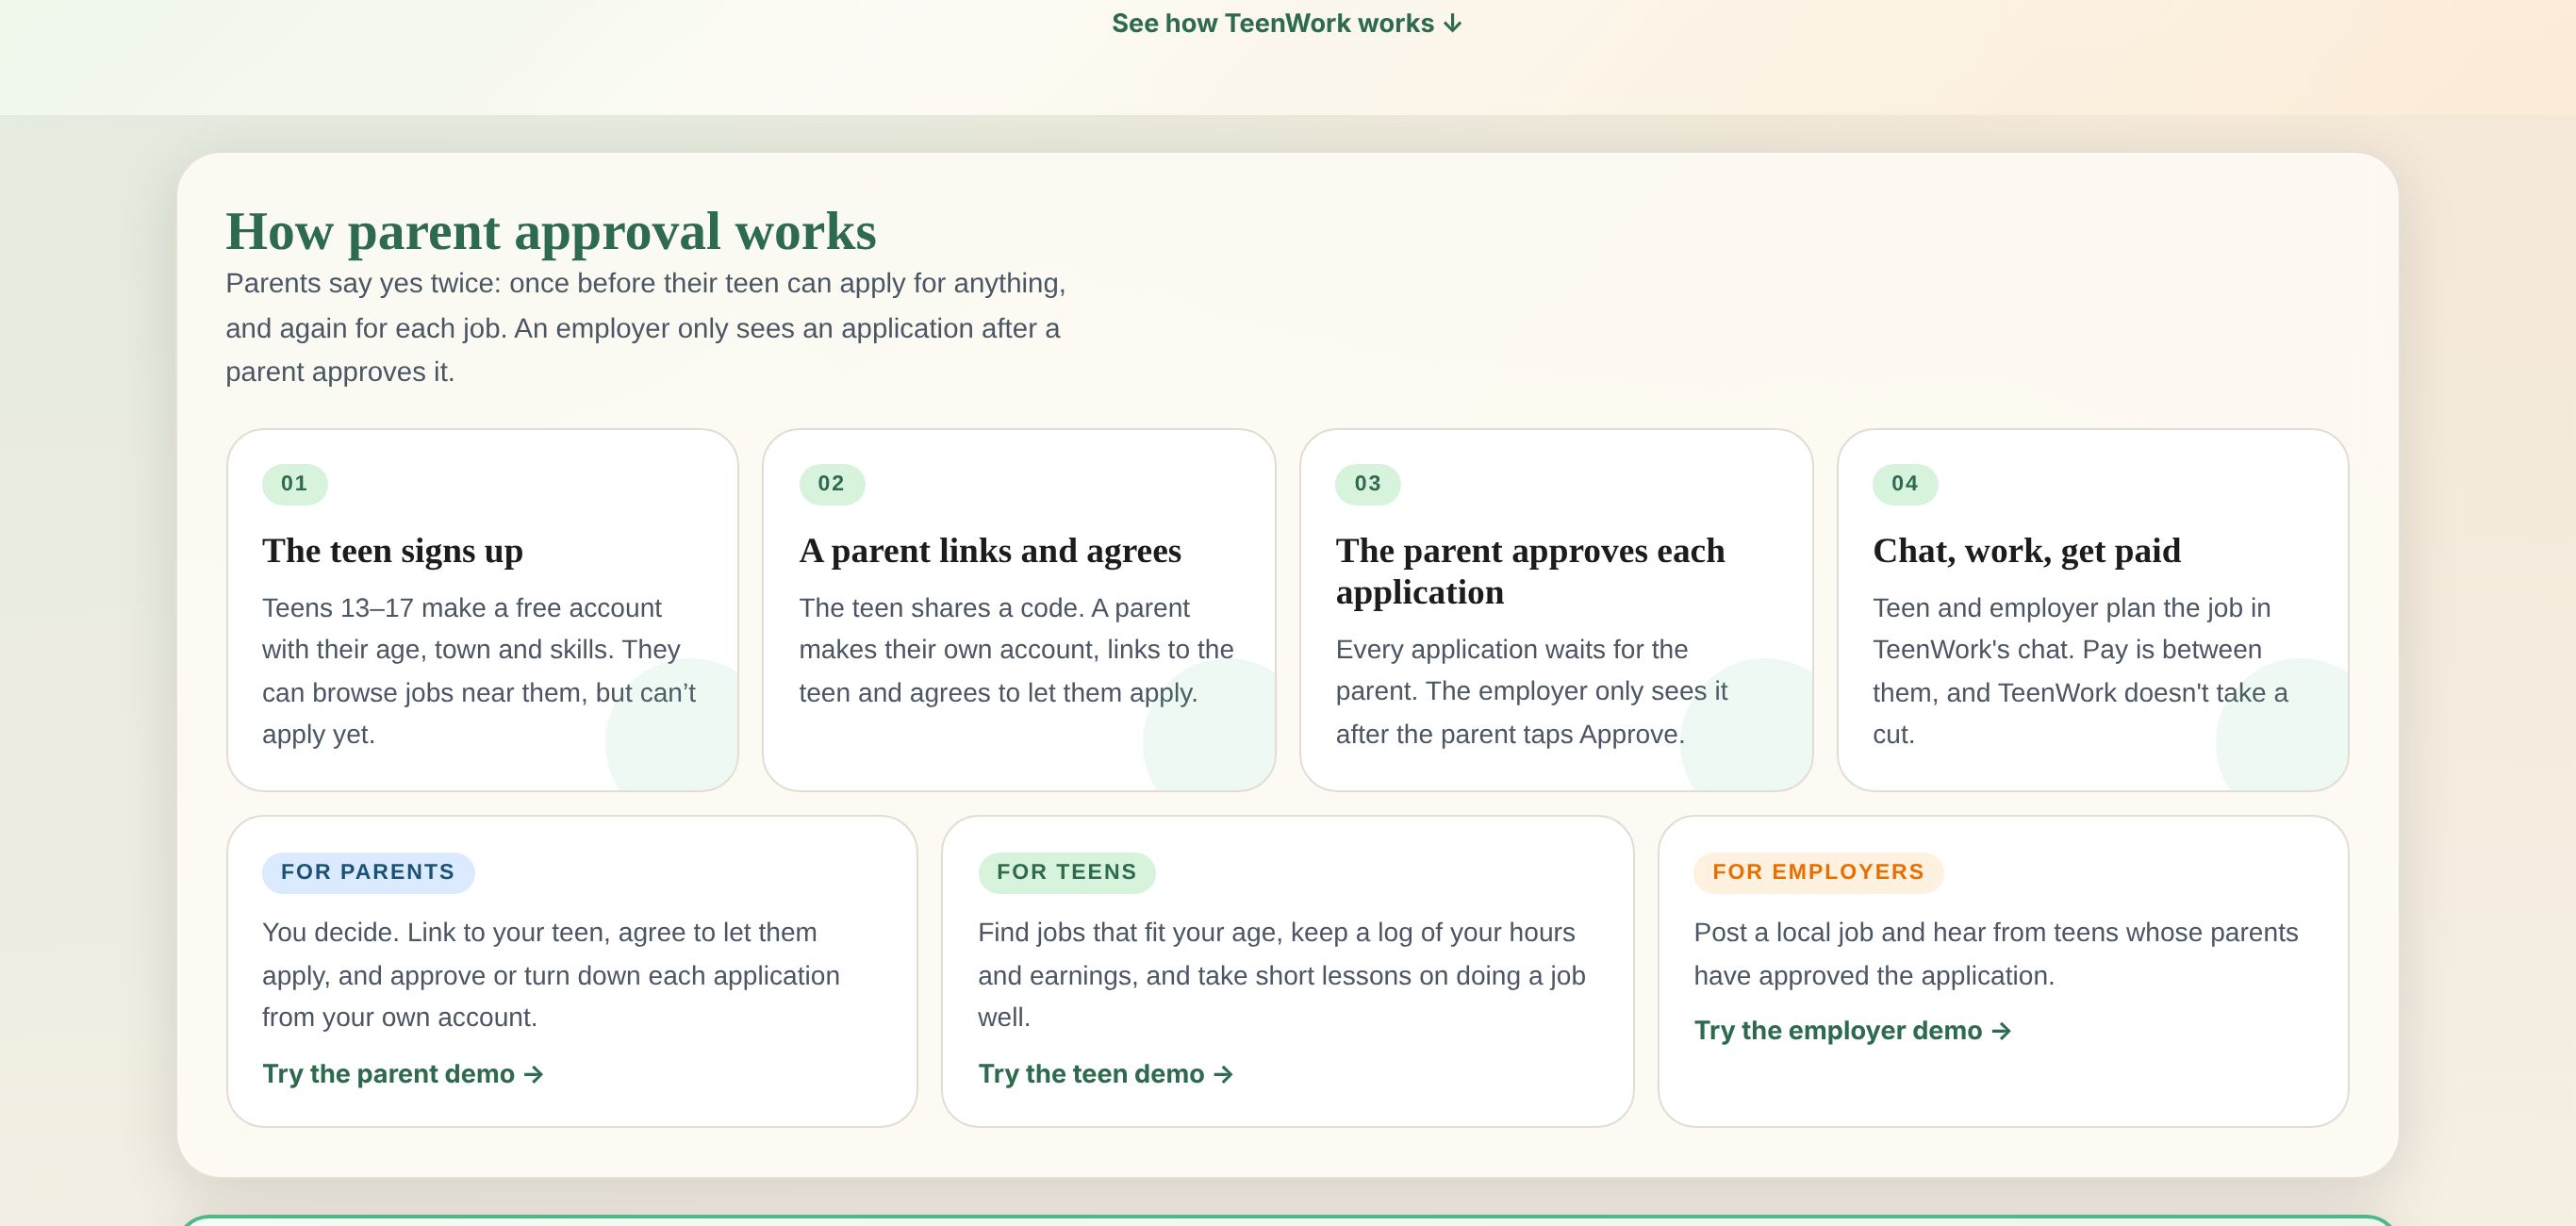 See how TeenWork works ↓
How parent approval works
Parents say yes twice: once before their teen can apply for anything,
and again for each job. An employer only sees an application after a
parent approves it.
01
The teen signs up
Teens 13–17 make a free account
with their age, town and skills. They
can browse jobs near them, but can’t
apply yet.
02
A parent links and agrees
The teen shares a code. A parent
makes their own account, links to the
teen and agrees to let them apply.
03
The parent approves each
application
Every application waits for the
parent. The employer only sees it
after the parent taps Approve.
04
Chat, work, get paid
Teen and employer plan the job in
TeenWork's chat. Pay is between
them, and TeenWork doesn't take a
cut.
FOR PARENTS
You decide. Link to your teen, agree to let them
apply, and approve or turn down each application
from your own account.
Try the parent demo →
FOR TEENS
Find jobs that fit your age, keep a log of your hours
and earnings, and take short lessons on doing a job
well.
Try the teen demo →
FOR EMPLOYERS
Post a local job and hear from teens whose parents
have approved the application.
Try the employer demo →